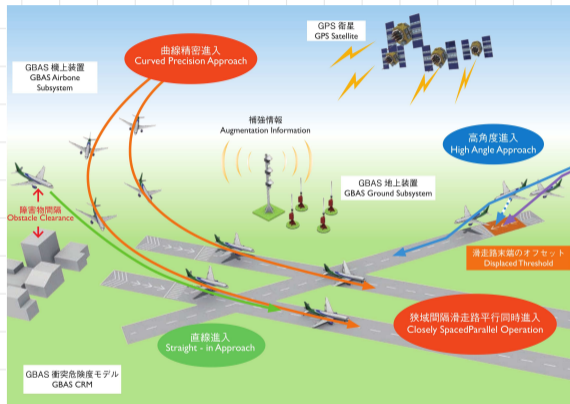 GPS 衛星
GPS Satellite
曲線精密進入
Curved Precision Approach
GBAS 機上装置
GBAS Airbone
Subsystem
補強情報
Augmentation Information
高角度進入
High Angle Approach
GBAS 地上装置
GBAS Ground Subsystem
障害物間隔
Obstacle Clearance
滑走路末端のオフセット
Displaced Threshold
狭域間隔滑走路平行同時進入
Closely SpacedParallel Operation
直線進入
Straight - in Approach
GBAS 衝突危険度モデル
GBAS CRM